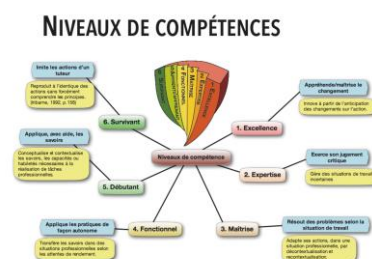 NIVEAUX DE COMPÉTENCES
Imite les actions d'un
tuteur
Reproduit à l'identique des
actions sans forcément
comprendre les principes.
6. Survivant
Applique, avec aide, les
savoirs
Conceptualise et contextualise
les savoirs, les capacités ou
habiletés nécessaires à la
réalisation de tâches
professionnelles.
5. Débutant
Applique les pratiques de
façon autonome
Transfère les savoirs dans des
situations professionnelles selon
les attentes de rendement.
4. Fonctionnel
Niveaux de compétence
Appréhende/maîtrise le
changement
Innove à partir de l'anticipation
des changements sur l'action.
1. Excellence
Exerce son jugement
critique
Gère des situations de travail
2. Expertise
Résout des problèmes selon la
situation de travail
Adapte ses actions, dans une
situation professionnelle, par
décontextualisation et
recontextualisation.
3. Maîtrise